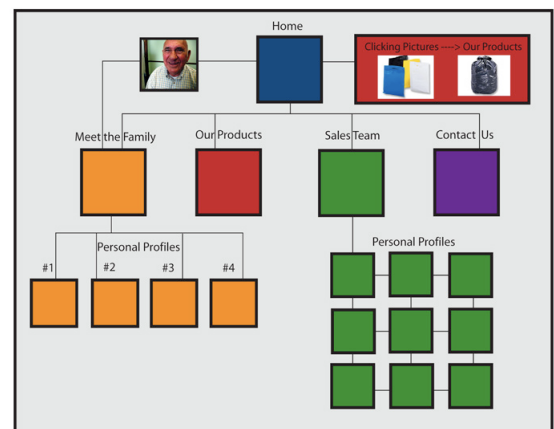 Home
Clicking Pictures ----> Our Products
Meet the Family
Our Products
Sales Team
Contact Us
Personal Profiles
#1
#2
#3
#4
Personal Profiles